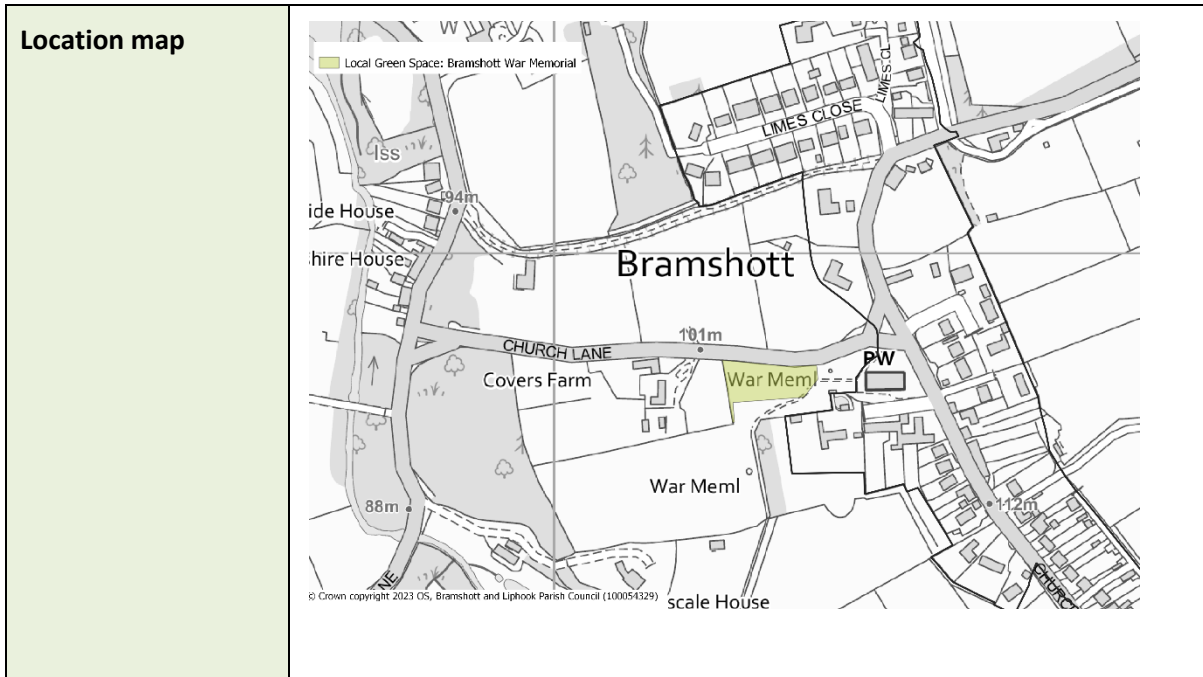 Location map
W
Local Green Space: Bramshott War Memorial
LIMES CL
LIMES CLOSE
Iss
94m
ide House
hire House
Bramshott
101m
CHURCH LANE
PW
Covers Farm
War Meml
War Meml
88m
112m
NE
CHURCH
scale House
© Crown copyright 2023 OS, Bramshott and Liphook Parish Council (100054329)